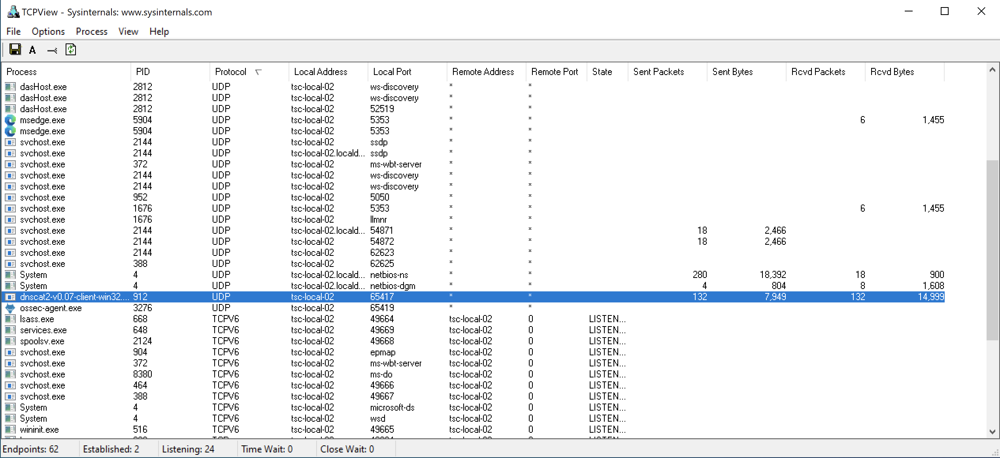 TCPView - Sysinternals: www.sysinternals.com
File Options Process View Help
A
Process PID Protocol Local Address Local Port Remote Address Remote Port State Sent Packets Sent Bytes Rcvd Packets Rcvd Bytes
dasHost.exe 2812 UDP tsc-local-02 ws-discovery * *
dasHost.exe 2812 UDP tsc-local-02 ws-discovery * *
dasHost.exe 2812 UDP tsc-local-02 52519 * *
msedge.exe 5904 UDP tsc-local-02 5353 * * 6 1,455
msedge.exe 5904 UDP tsc-local-02 5353 * *
svchost.exe 2144 UDP tsc-local-02 ssdp * *
svchost.exe 2144 UDP tsc-local-02.locald... ssdp * *
svchost.exe 372 UDP tsc-local-02 ms-wbt-server * *
svchost.exe 2144 UDP tsc-local-02 ws-discovery * *
svchost.exe 2144 UDP tsc-local-02 ws-discovery * *
svchost.exe 952 UDP tsc-local-02 5050 * *
svchost.exe 1676 UDP tsc-local-02 5353 * * 6 1,455
svchost.exe 1676 UDP tsc-local-02 llmnr * *
svchost.exe 2144 UDP tsc-local-02.locald... 54871 * * 18 2,466
svchost.exe 2144 UDP tsc-local-02 54872 * * 18 2,466
svchost.exe 2144 UDP tsc-local-02 62623 * *
svchost.exe 388 UDP tsc-local-02 62625 * *
System 4 UDP tsc-local-02.locald... netbios-ns * * 280 18,392 18 900
System 4 UDP tsc-local-02.locald... netbios-dgm * * 4 804 8 1,608
dnscat2-v0.07-client-win32.... 912 UDP tsc-local-02 65417 * * 132 7,949 132 14,999
ossec-agent.exe 3276 UDP tsc-local-02 65419 * *
lsass.exe 668 TCPV6 tsc-local-02 49664 tsc-local-02 0 LISTEN...
services.exe 648 TCPV6 tsc-local-02 49669 tsc-local-02 0 LISTEN...
spoolsv.exe 2124 TCPV6 tsc-local-02 49668 tsc-local-02 0 LISTEN...
svchost.exe 904 TCPV6 tsc-local-02 epmap tsc-local-02 0 LISTEN...
svchost.exe 372 TCPV6 tsc-local-02 ms-wbt-server tsc-local-02 0 LISTEN...
svchost.exe 8380 TCPV6 tsc-local-02 ms-do tsc-local-02 0 LISTEN...
svchost.exe 464 TCPV6 tsc-local-02 49666 tsc-local-02 0 LISTEN...
svchost.exe 388 TCPV6 tsc-local-02 49667 tsc-local-02 0 LISTEN...
System 4 TCPV6 tsc-local-02 microsoft-ds tsc-local-02 0 LISTEN...
System 4 TCPV6 tsc-local-02 wsd tsc-local-02 0 LISTEN...
wininit.exe 516 TCPV6 tsc-local-02 49665 tsc-local-02 0 LISTEN...
Endpoints: 62 Established: 2 Listening: 24 Time Wait: 0 Close Wait: 0